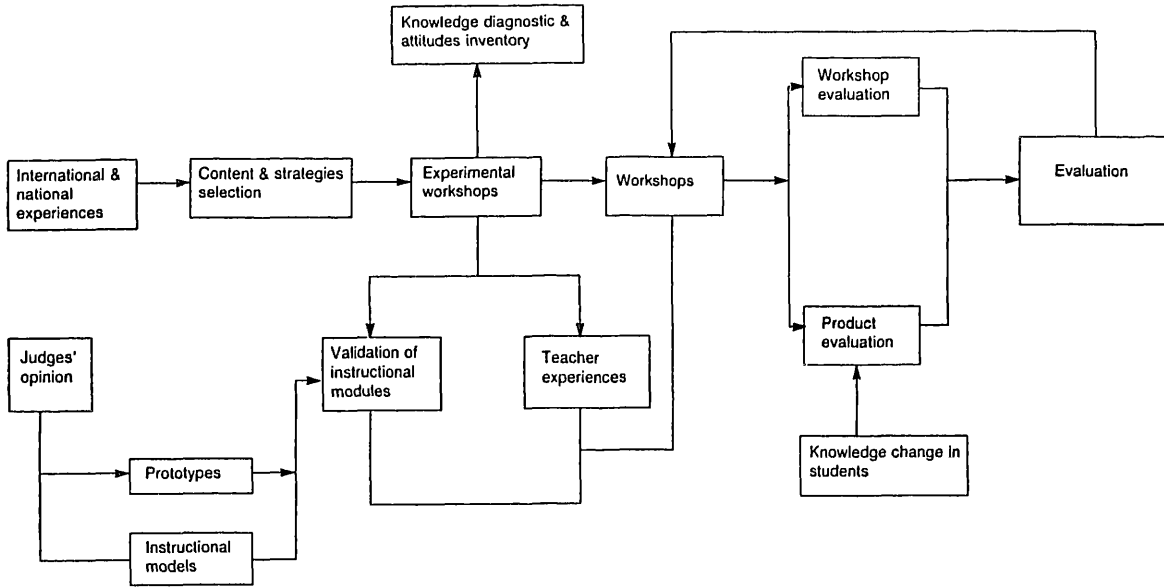 Knowledge diagnostic &
attitudes inventory
Workshop
evaluation
International &
national
experiences
Content & strategies
selection
Experimental
workshops
Workshops
Evaluation
Judges'
opinion
Validation of
instructional
modules
Teacher
experiences
Product
evaluation
Prototypes
Knowledge change in
students
Instructional
models